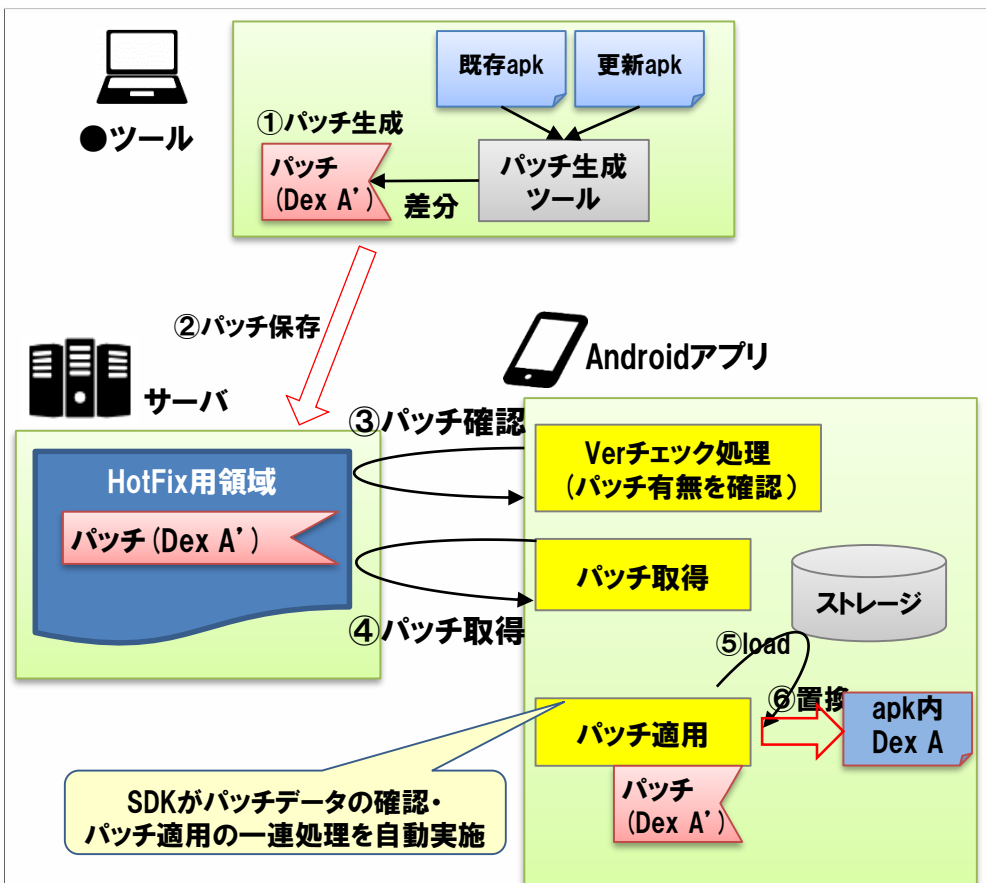 既存apk
更新apk
●ツール
①パッチ生成
パッチ
(Dex A’)
差分
パッチ生成
ツール
②パッチ保存
サーバ
Androidアプリ
③パッチ確認
Verチェック処理
(パッチ有無を確認)
HotFix用領域
パッチ(Dex A’)
パッチ取得
ストレージ
④パッチ取得
⑤load
⑥置換
apk内
Dex A
パッチ適用
パッチ
(Dex A’)
SDKがパッチデータの確認・
パッチ適用の一連処理を自動実施